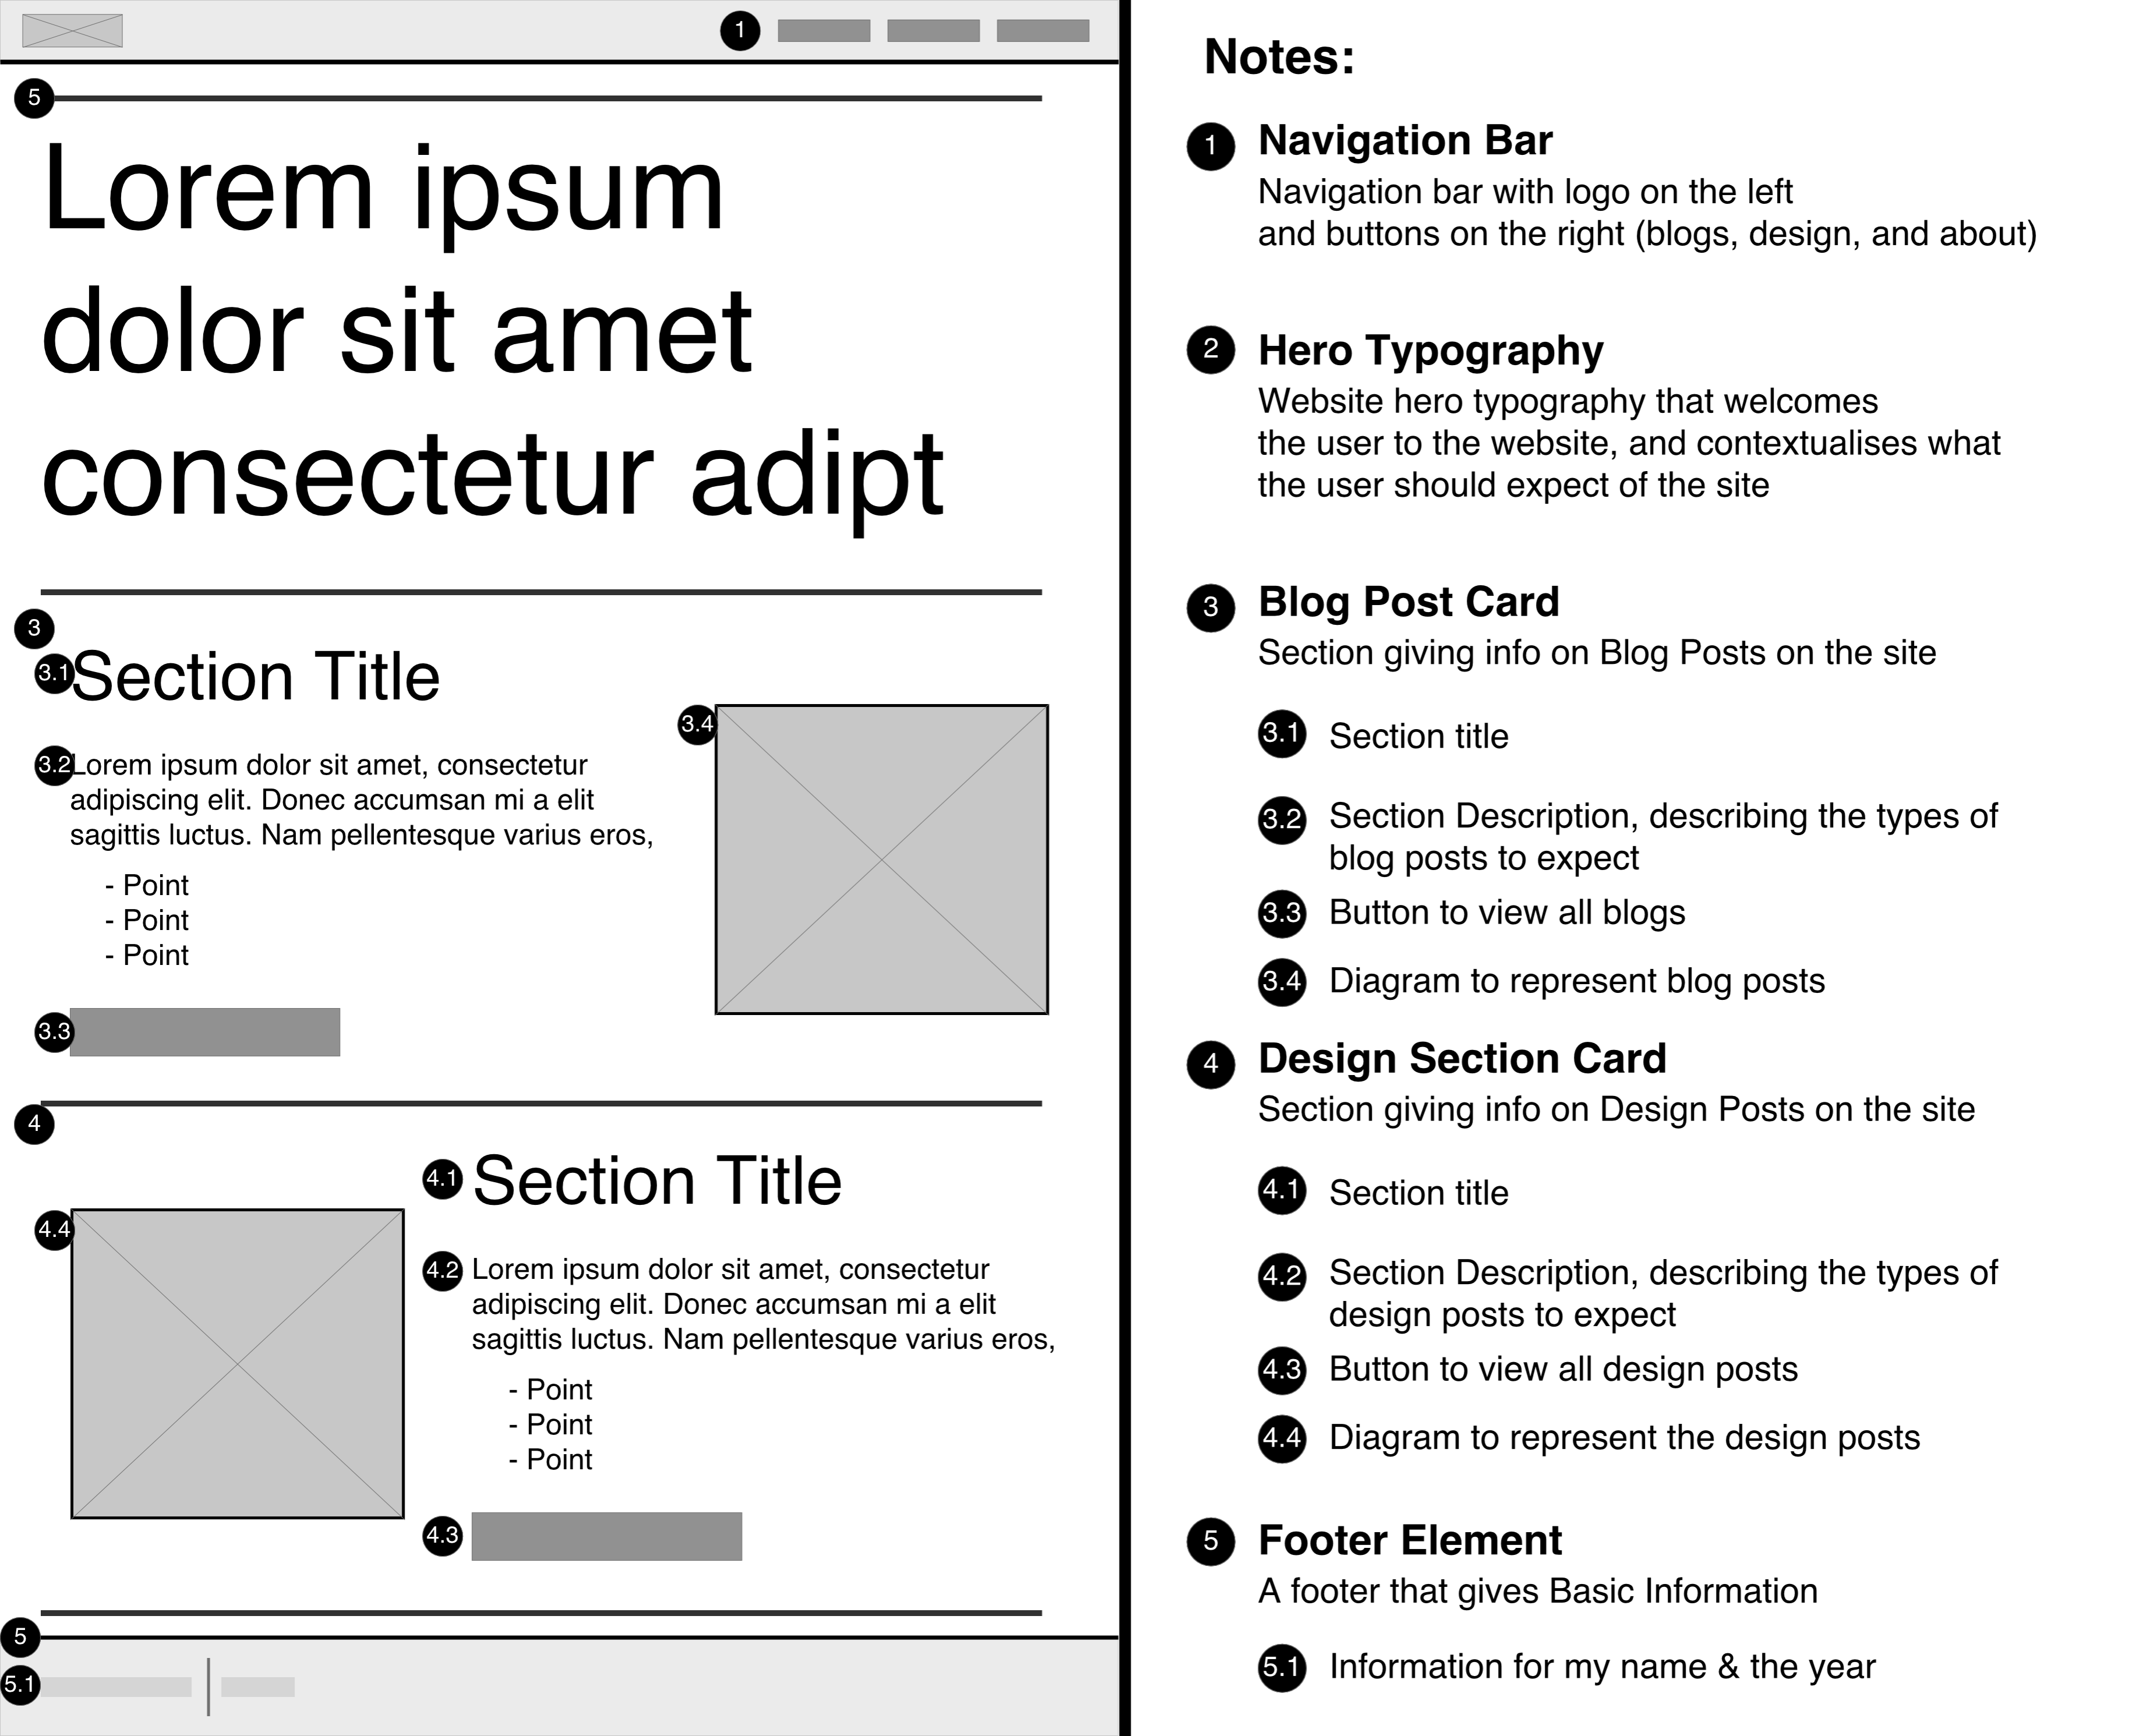 1
5
Lorem ipsum
dolor sit amet
consectetur adipt
3
3.1 Section Title
3.2 Lorem ipsum dolor sit amet, consectetur
adipiscing elit. Donec accumsan mi a elit
sagittis luctus. Nam pellentesque varius eros,
- Point
- Point
- Point
3.3
3.4
4
4.1 Section Title
4.2 Lorem ipsum dolor sit amet, consectetur
adipiscing elit. Donec accumsan mi a elit
sagittis luctus. Nam pellentesque varius eros,
- Point
- Point
- Point
4.3
4.4
5
5.1
Notes:
1 Navigation Bar
Navigation bar with logo on the left
and buttons on the right (blogs, design, and about)
2 Hero Typography
Website hero typography that welcomes
the user to the website, and contextualises what
the user should expect of the site
3 Blog Post Card
Section giving info on Blog Posts on the site
3.1 Section title
3.2 Section Description, describing the types of
blog posts to expect
3.3 Button to view all blogs
3.4 Diagram to represent blog posts
4 Design Section Card
Section giving info on Design Posts on the site
4.1 Section title
4.2 Section Description, describing the types of
design posts to expect
4.3 Button to view all design posts
4.4 Diagram to represent the design posts
5 Footer Element
A footer that gives Basic Information
5.1 Information for my name & the year